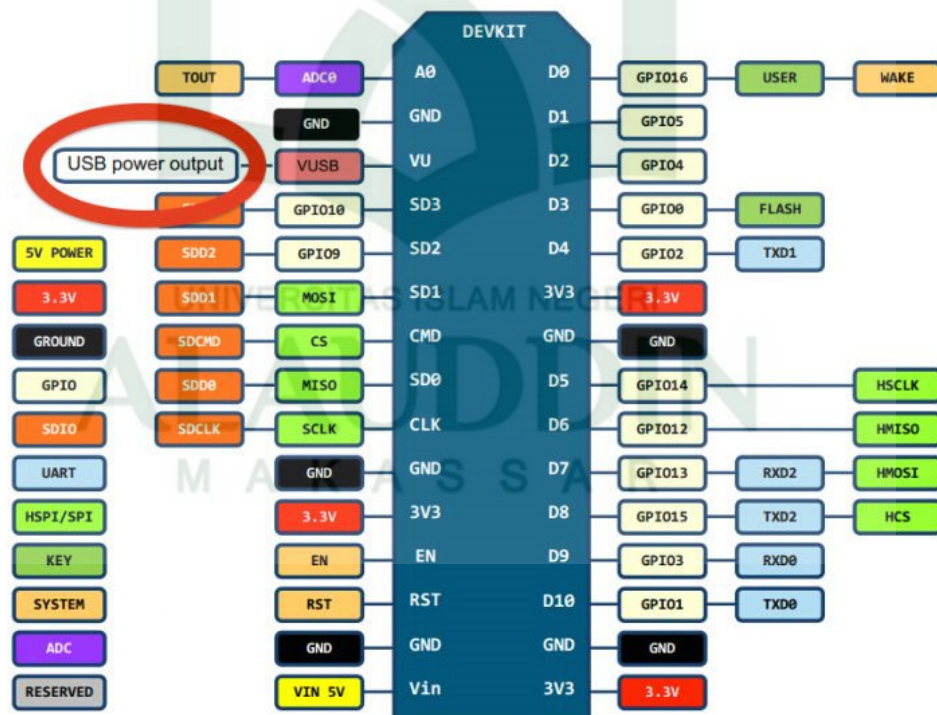 DEVKIT
TOUT ADC0 A0 D0 GPIO16 USER WAKE
GND GND D1 GPIO5
USB power output VUSB VU D2 GPIO4
GPIO10 SD3 D3 GPIO0 FLASH
5V POWER SDD2 GPIO9 SD2 D4 GPIO2 TXD1
3.3V SDD1 MOSI SD1 3V3 3.3V
UNIVERSITAS ISLAM NEGERI
GROUND SDCMD CS CMD GND GND
GPIO SDD0 MISO SD0 D5 GPIO14 HSCLK
ALAUDDIN
SDIO SDCLK SCLK CLK D6 GPIO12 HMISO
UART GND GND D7 GPIO13 RXD2 HMOSI
MAKASSAR
HSPI/SPI 3.3V 3V3 D8 GPIO15 TXD2 HCS
KEY EN EN D9 GPIO3 RXD0
SYSTEM RST RST D10 GPIO1 TXD0
ADC GND GND GND GND
RESERVED VIN 5V Vin 3V3 3.3V